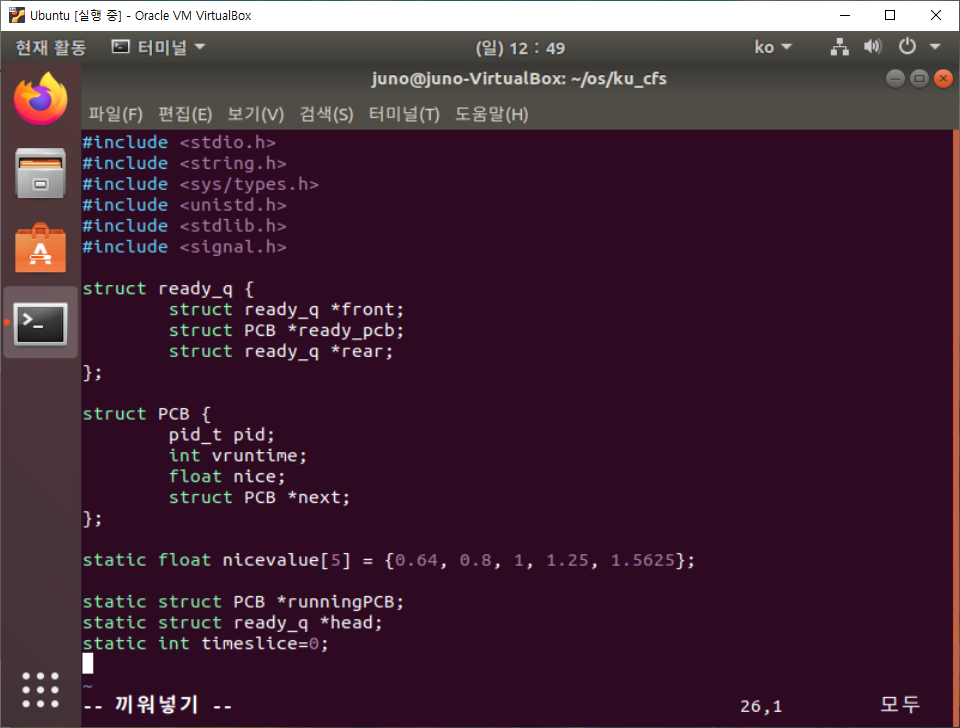 Ubuntu [실행 중] - Oracle VM VirtualBox
현재 활동 터미널 (일) 12 : 49 ko
juno@juno-VirtualBox: ~/os/ku_cfs
파일(F) 편집(E) 보기(V) 검색(S) 터미널(T) 도움말(H)
#include <stdio.h>
#include <string.h>
#include <sys/types.h>
#include <unistd.h>
#include <stdlib.h>
#include <signal.h>
struct ready_q {
        struct ready_q *front;
        struct PCB *ready_pcb;
        struct ready_q *rear;
};
struct PCB {
        pid_t pid;
        int vruntime;
        float nice;
        struct PCB *next;
};
static float nicevalue[5] = {0.64, 0.8, 1, 1.25, 1.5625};
static struct PCB *runningPCB;
static struct ready_q *head;
static int timeslice=0;
~
-- 끼워넣기 -- 26,1 모두